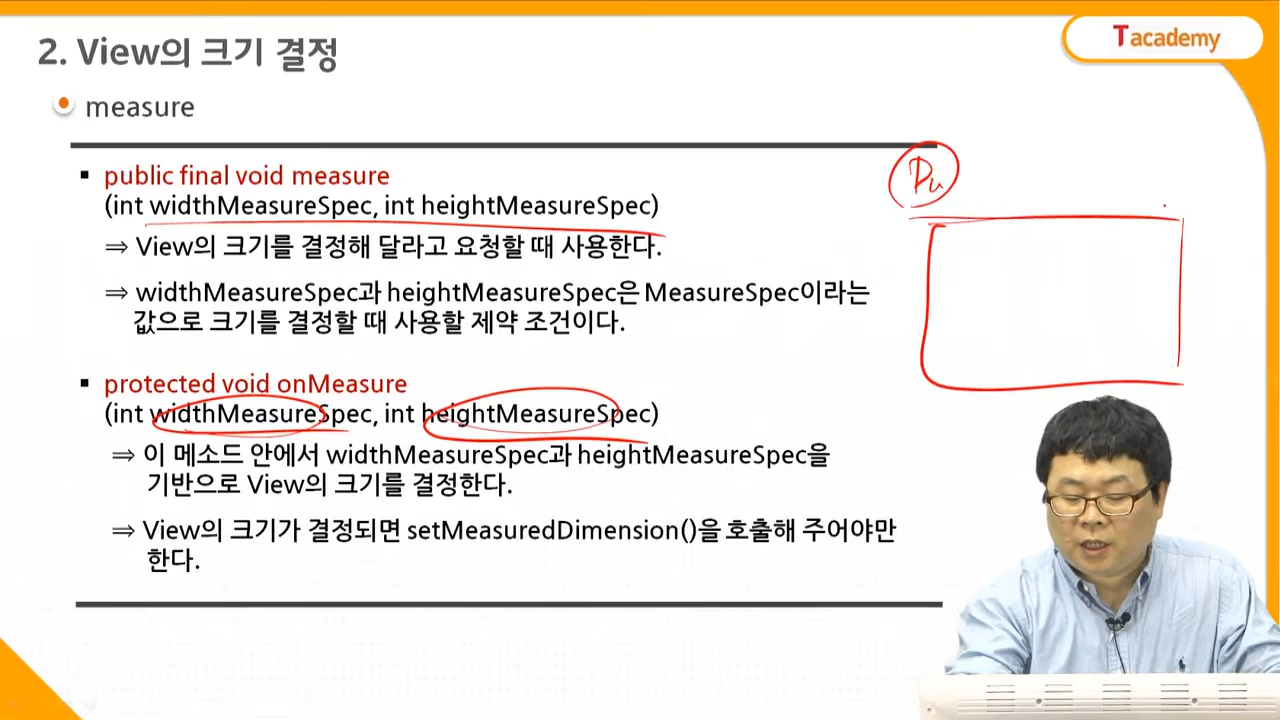 2. View의 크기 결정
Tacademy
measure
public final void measure
(int widthMeasureSpec, int heightMeasureSpec)
⇒ View의 크기를 결정해 달라고 요청할 때 사용한다.
⇒ widthMeasureSpec과 heightMeasureSpec은 MeasureSpec이라는
값으로 크기를 결정할 때 사용할 제약 조건이다.
protected void onMeasure
(int widthMeasureSpec, int heightMeasureSpec)
⇒ 이 메소드 안에서 widthMeasureSpec과 heightMeasureSpec을
기반으로 View의 크기를 결정한다.
⇒ View의 크기가 결정되면 setMeasuredDimension()을 호출해 주어야만
한다.